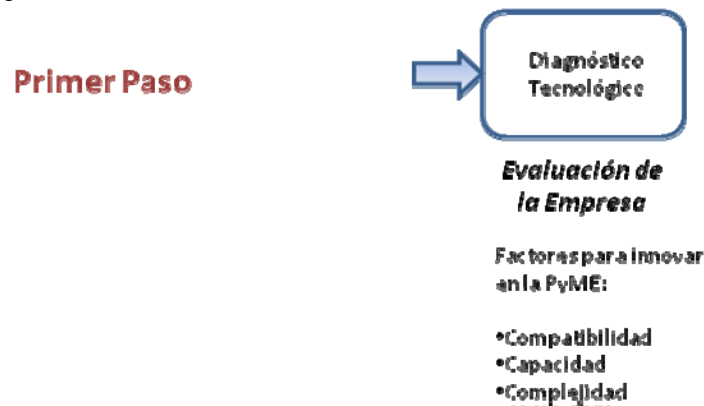 Primer Paso
Diagnóstico
Tecnológico
Evaluación de
la Empresa
Factores para innovar
en la PyME:
•Compatibilidad
•Capacidad
•Complejidad